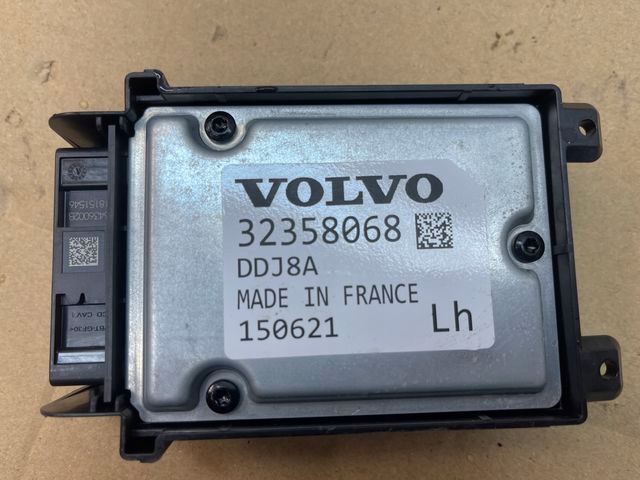 VOLVO
32358068
DDJ8A
MADE IN FRANCE
150621
Lh